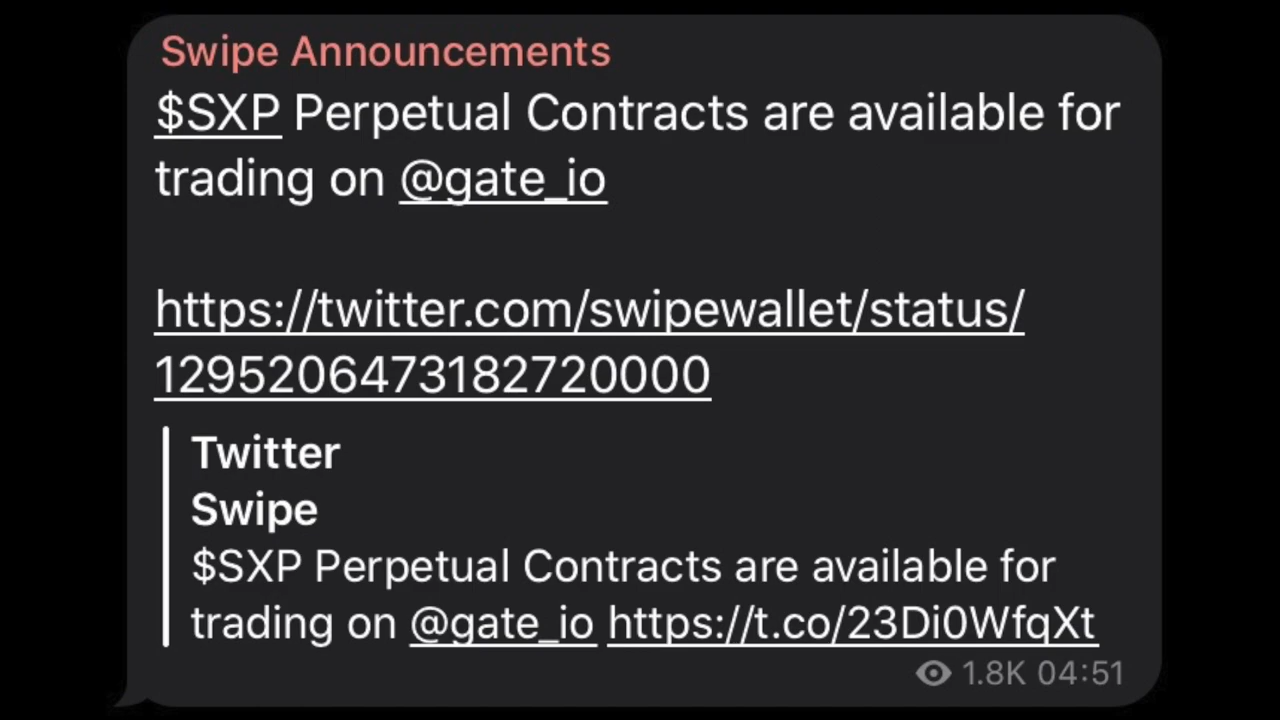 Swipe Announcements
$SXP Perpetual Contracts are available for
trading on @gate_io
https://twitter.com/swipewallet/status/
1295206473182720000
Twitter
Swipe
$SXP Perpetual Contracts are available for
trading on @gate_io https://t.co/23Di0WfqXt
1.8K 04:51